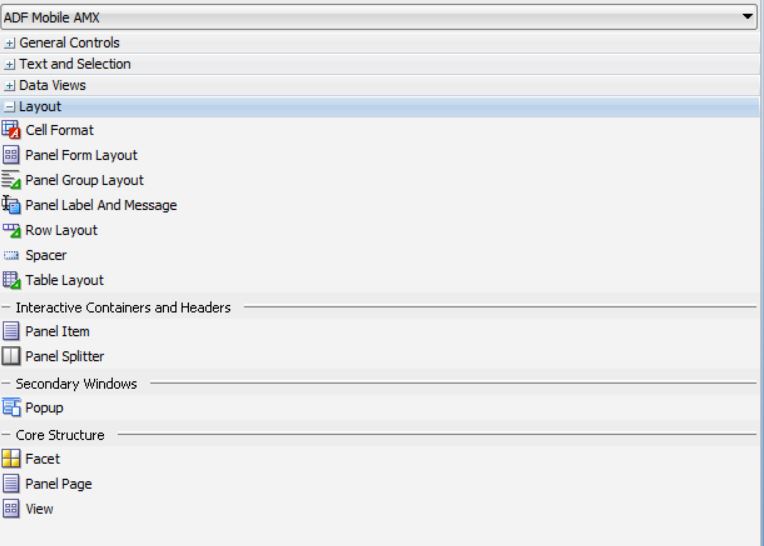 ADF Mobile AMX
General Controls
Text and Selection
Data Views
Layout
Cell Format
Panel Form Layout
Panel Group Layout
Panel Label And Message
Row Layout
Spacer
Table Layout
Interactive Containers and Headers
Panel Item
Panel Splitter
Secondary Windows
Popup
Core Structure
Facet
Panel Page
View